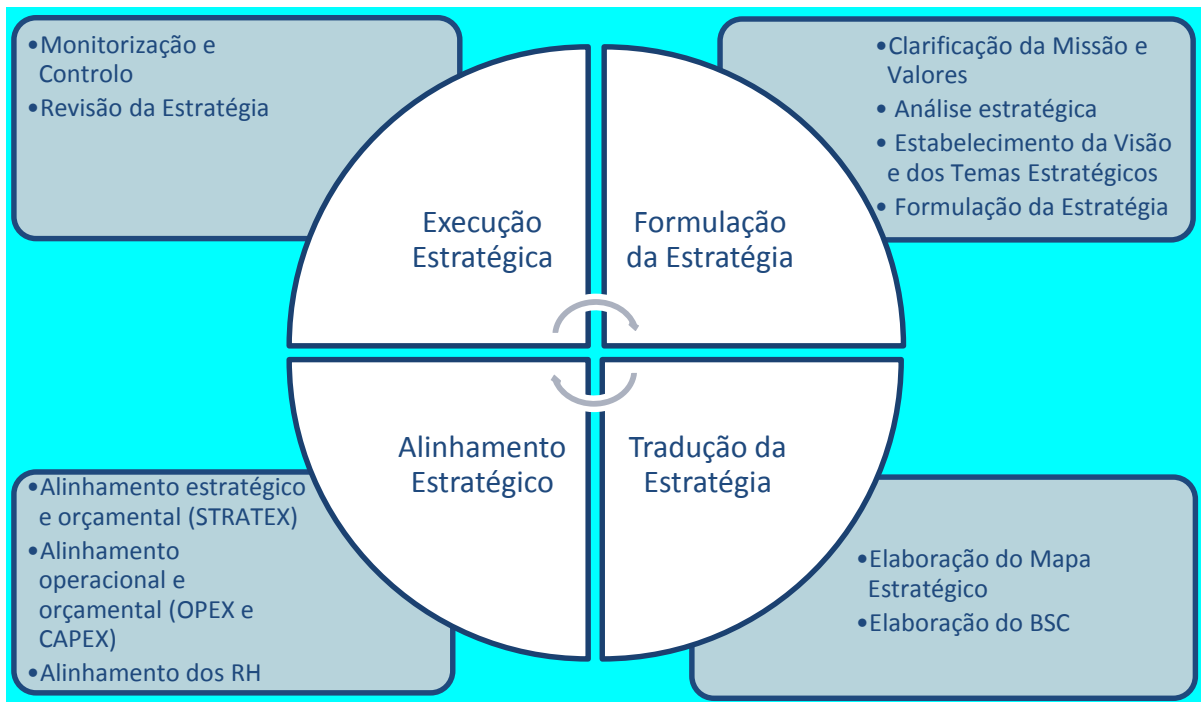 •Monitorização e
Controlo
•Revisão da Estratégia
•Clarificação da Missão e
Valores
• Análise estratégica
• Estabelecimento da Visão
e dos Temas Estratégicos
• Formulação da Estratégia
Execução
Estratégica
Formulação
da Estratégia
Alinhamento
Estratégico
Tradução da
Estratégia
•Alinhamento estratégico
e orçamental (STRATEX)
•Alinhamento
operacional e
orçamental (OPEX e
CAPEX)
•Alinhamento dos RH
•Elaboração do Mapa
Estratégico
•Elaboração do BSC